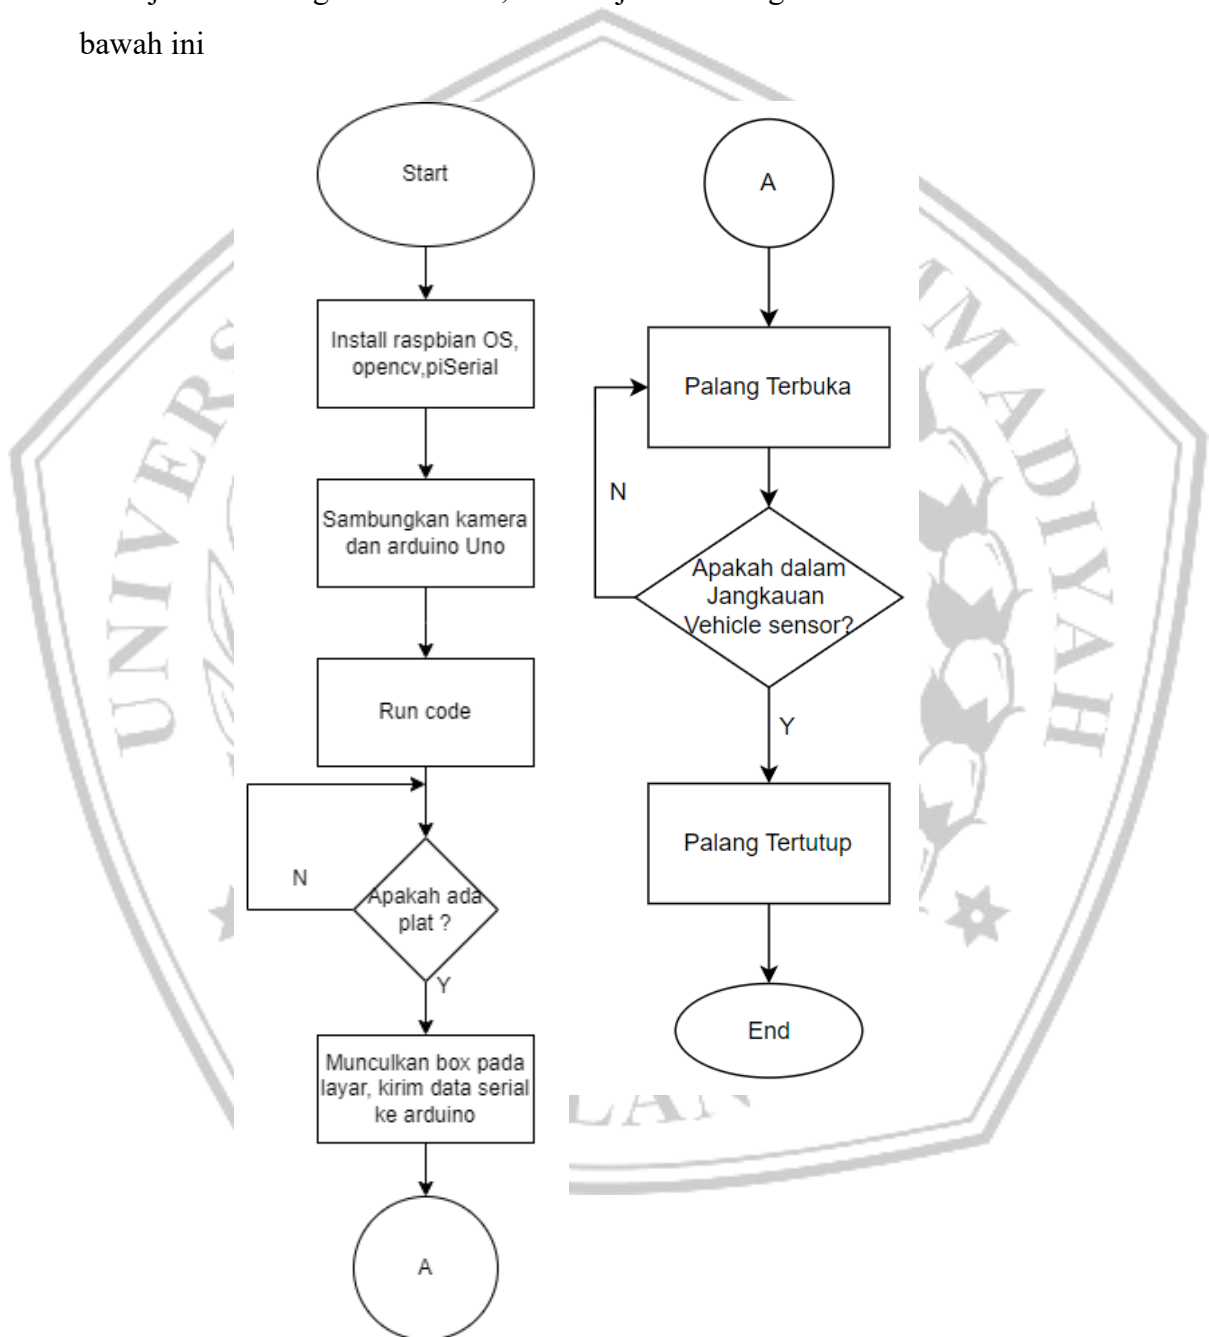 bawah ini
Start
Install raspbian OS,
opencv,piSerial
Sambungkan kamera
dan arduino Uno
Run code
N
Apakah ada
plat ?
Y
Munculkan box pada
layar, kirim data serial
ke arduino
A
A
Palang Terbuka
N
Apakah dalam
Jangkauan
Vehicle sensor?
Y
Palang Tertutup
End